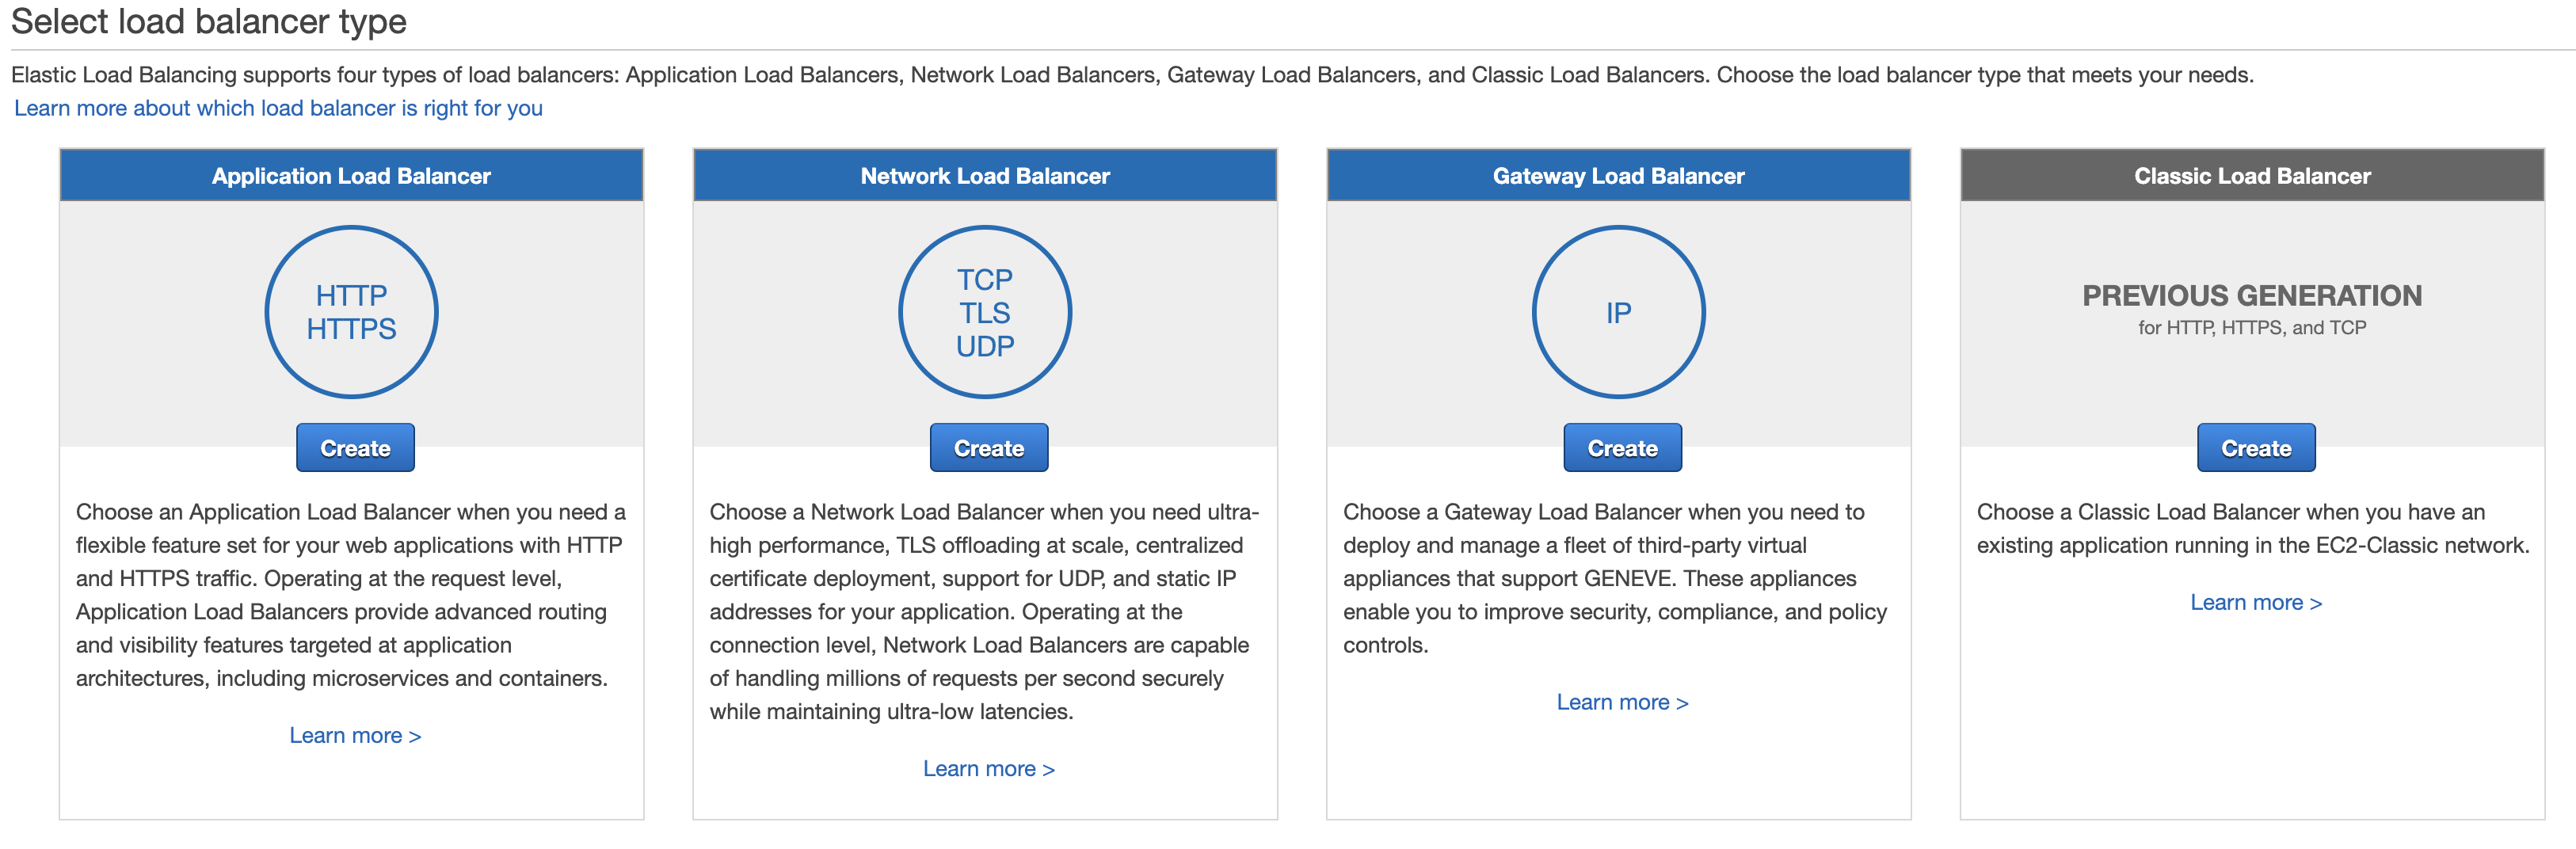 Select load balancer type
Elastic Load Balancing supports four types of load balancers: Application Load Balancers, Network Load Balancers, Gateway Load Balancers, and Classic Load Balancers. Choose the load balancer type that meets your needs.
Learn more about which load balancer is right for you
Application Load Balancer
HTTP
HTTPS
Create
Choose an Application Load Balancer when you need a
flexible feature set for your web applications with HTTP
and HTTPS traffic. Operating at the request level,
Application Load Balancers provide advanced routing
and visibility features targeted at application
architectures, including microservices and containers.
Learn more >
Network Load Balancer
TCP
TLS
UDP
Create
Choose a Network Load Balancer when you need ultra-
high performance, TLS offloading at scale, centralized
certificate deployment, support for UDP, and static IP
addresses for your application. Operating at the
connection level, Network Load Balancers are capable
of handling millions of requests per second securely
while maintaining ultra-low latencies.
Learn more >
Gateway Load Balancer
IP
Create
Choose a Gateway Load Balancer when you need to
deploy and manage a fleet of third-party virtual
appliances that support GENEVE. These appliances
enable you to improve security, compliance, and policy
controls.
Learn more >
Classic Load Balancer
PREVIOUS GENERATION
for HTTP, HTTPS, and TCP
Create
Choose a Classic Load Balancer when you have an
existing application running in the EC2-Classic network.
Learn more >